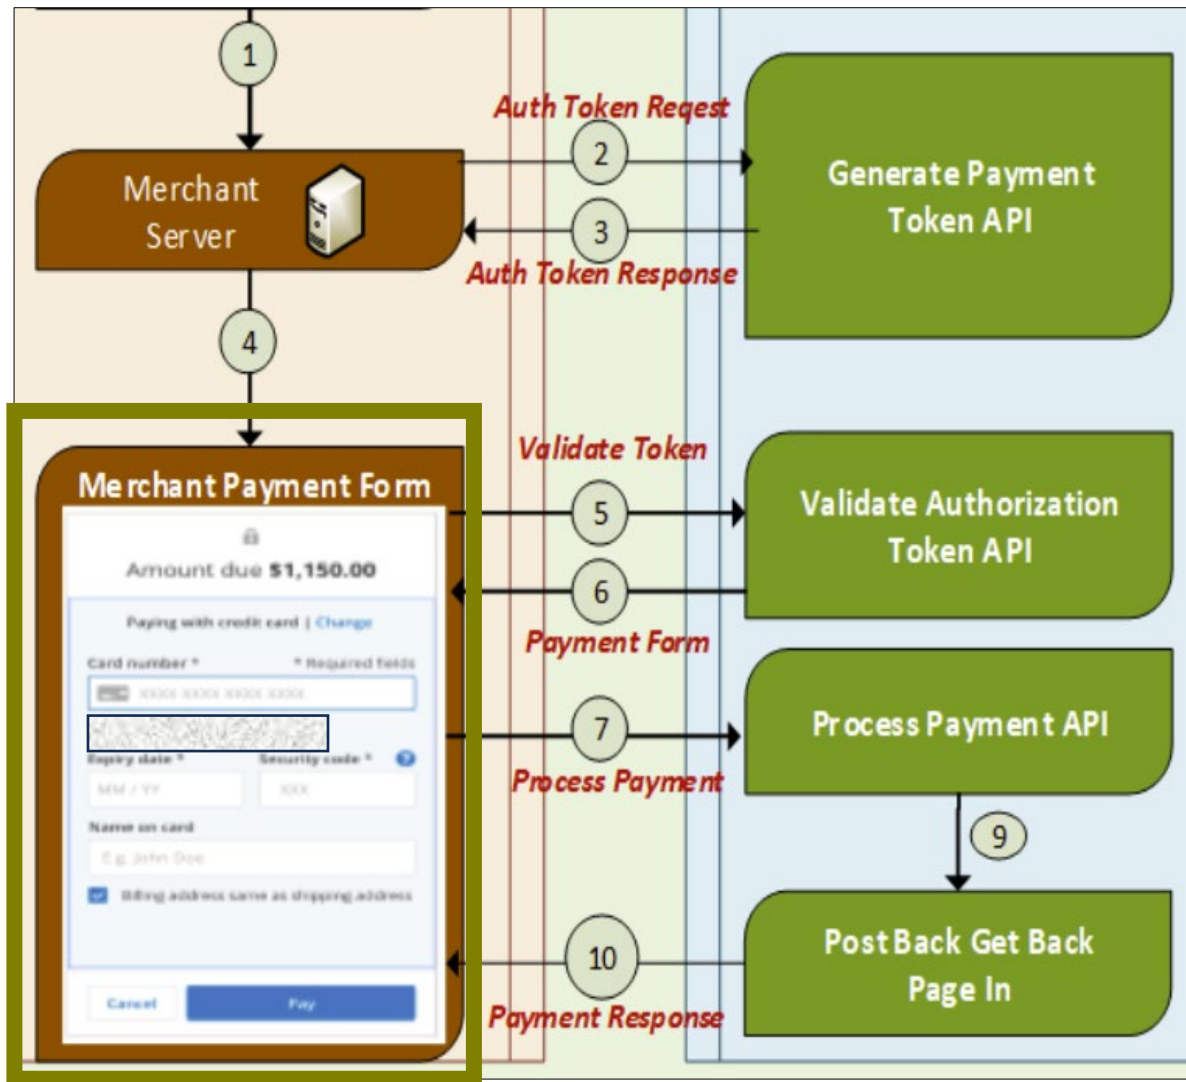 1
Auth Token Reqest
2
Generate Payment
Token API
Merchant
Server
3
Auth Token Response
4
Validate Token
Merchant Payment Form
5
Validate Authorization
Token API
Amount due $1,150.00
6
Paying with credit card | Change
Payment Form
Card number * * Required fields
XXXX XXXX XXXX XXXX
7
Process Payment API
Expiry date * Security code * ?
Process Payment
MM / YY XXX
Name on card
9
E.g. John Doe
Billing address same as shipping address
Post Back Get Back
Page In
10
Cancel Pay
Payment Response